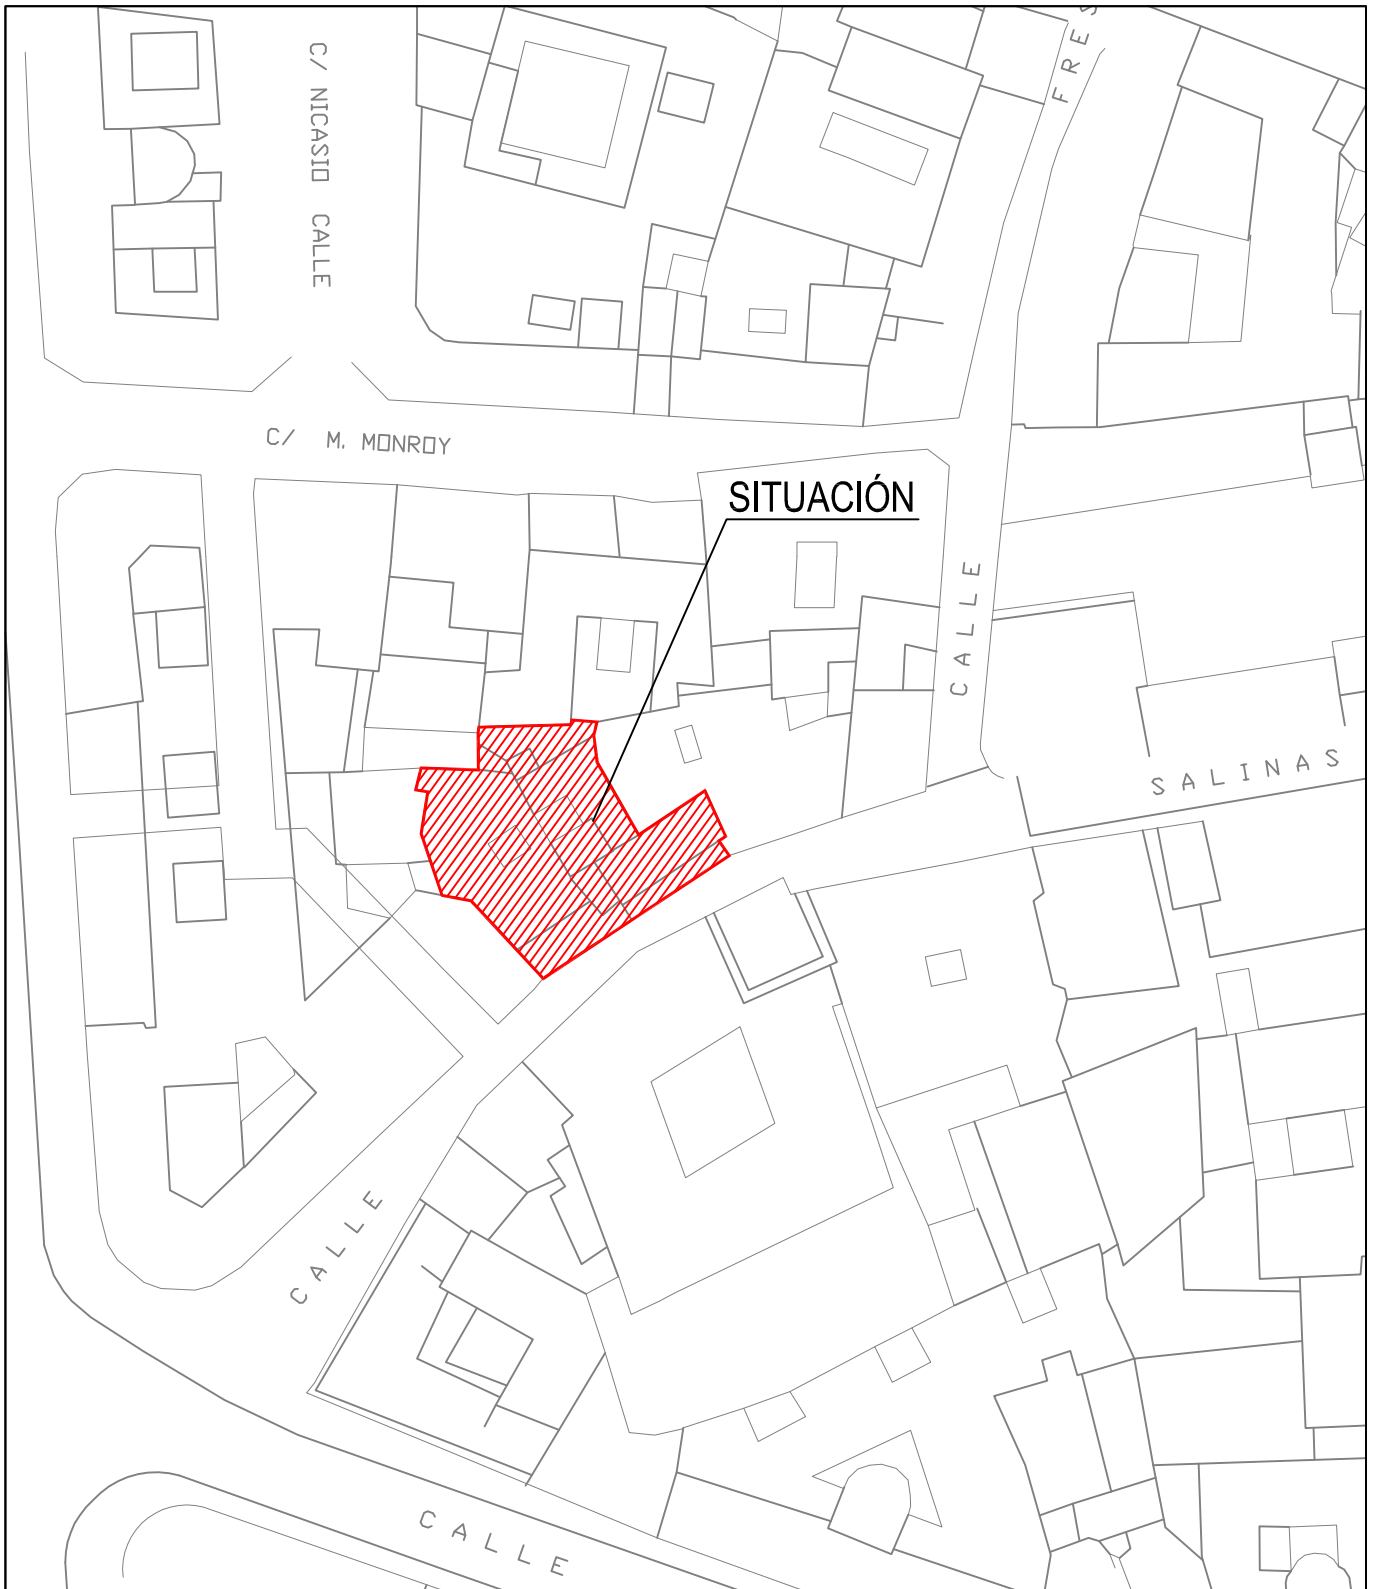 C/ NICASIO CALLE
FRES
C/ M. MONROY
SITUACIÓN
CALLE
SALINAS
CALLE
CALLE